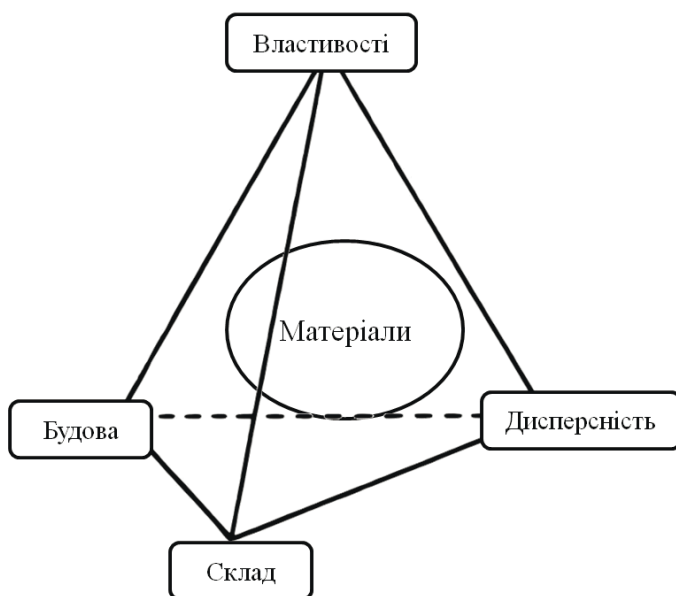 Властивості
Матеріали
Будова
Дисперсність
Склад